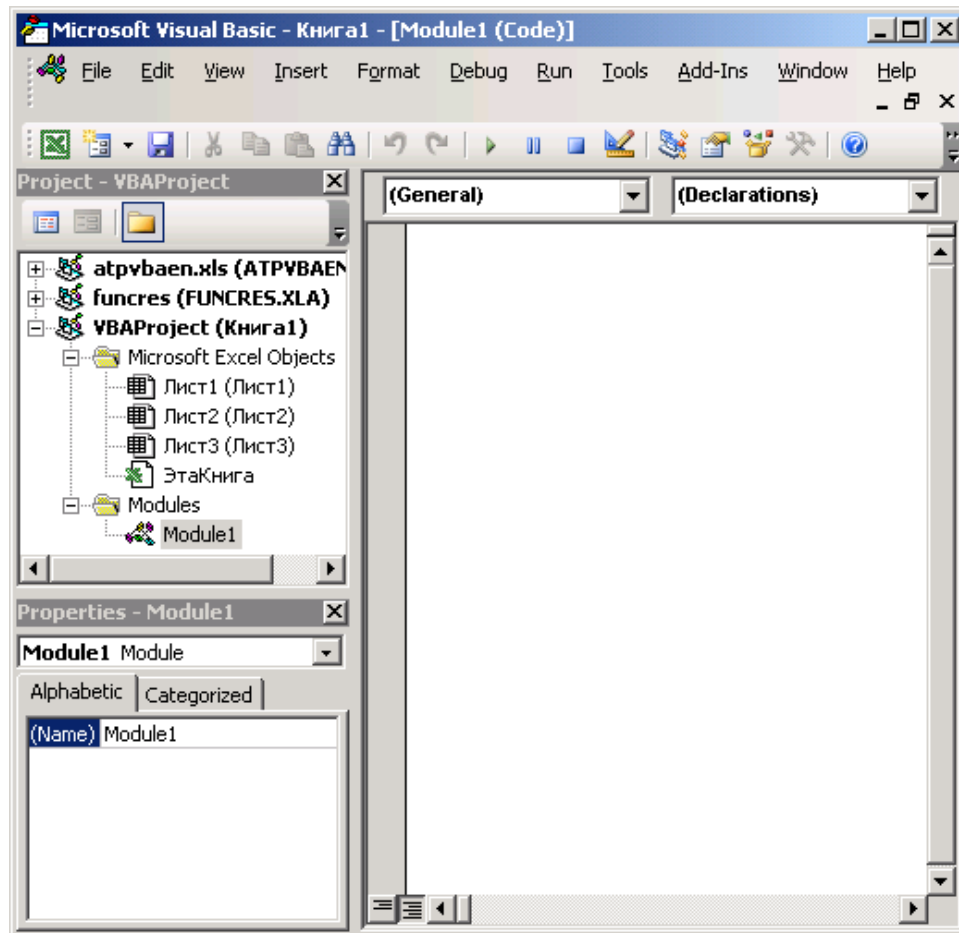 Microsoft Visual Basic - Книга1 - [Module1 (Code)]
File Edit View Insert Format Debug Run Tools Add-Ins Window Help
Project - VBAProject
(General) (Declarations)
atpvbaen.xls (ATPVBAEN
funcres (FUNCRES.XLA)
VBAProject (Книга1)
Microsoft Excel Objects
Лист1 (Лист1)
Лист2 (Лист2)
Лист3 (Лист3)
ЭтаКнига
Modules
Module1
Properties - Module1
Module1 Module
Alphabetic Categorized
(Name) Module1